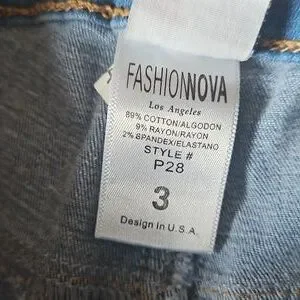 FASHIONNOVA
Los Angeles
89% COTTON/ALGODON
9% RAYON/RAYON
2% SPANDEX/ELASTANO
STYLE #
P28
3
Design in U.S.A.